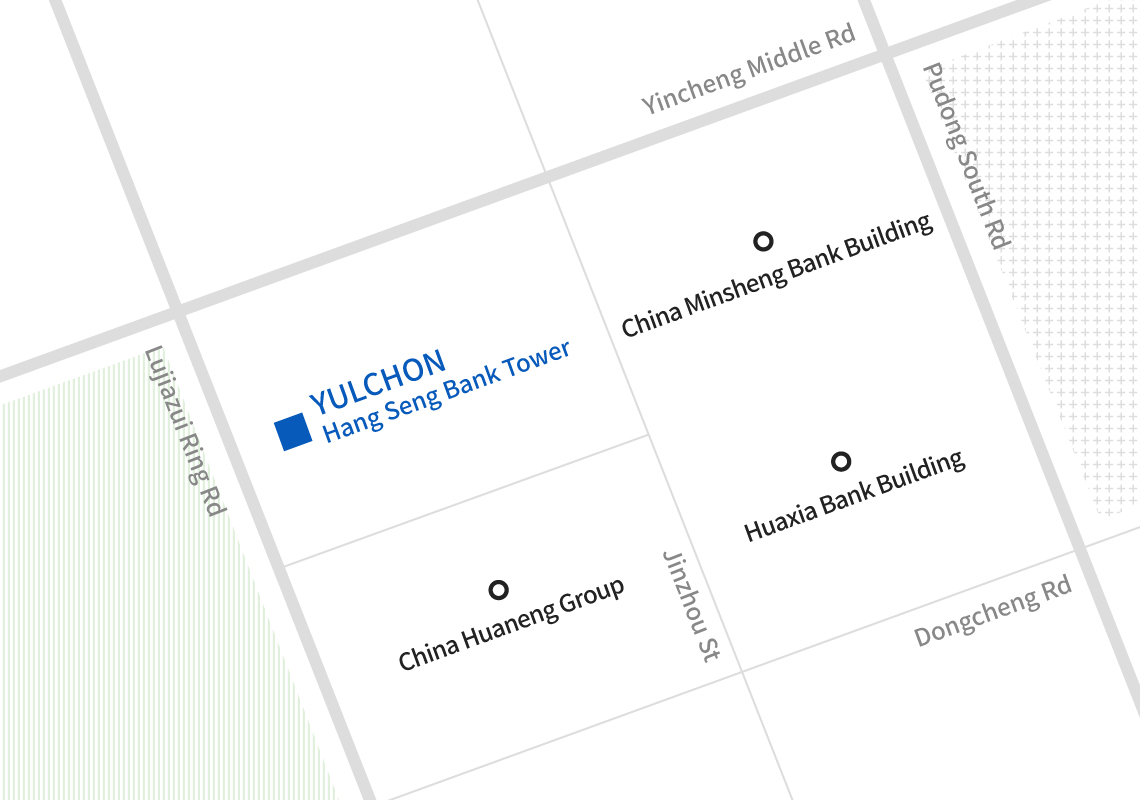 Yincheng Middle Rd
Pudong South Rd
China Minsheng Bank Building
YULCHON
Hang Seng Bank Tower
Lujiazui Ring Rd
Huaxia Bank Building
China Huaneng Group
Jinzhou St
Dongcheng Rd